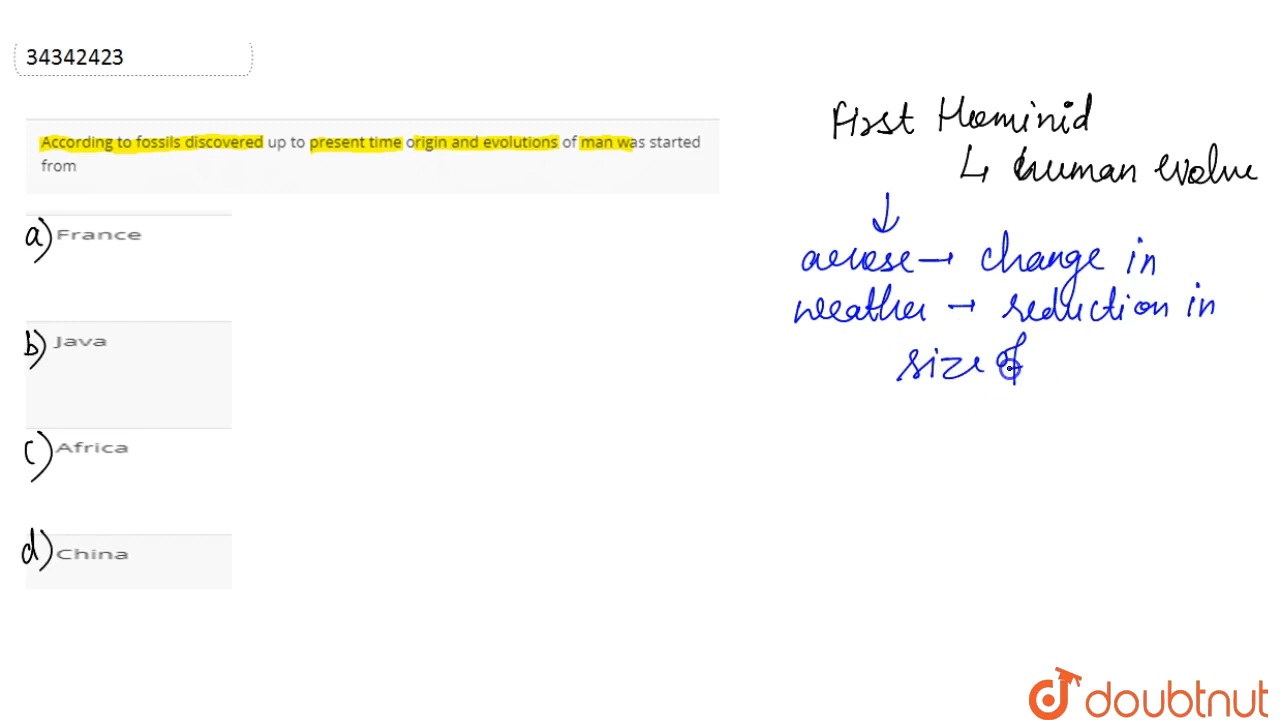 34342423
According to fossils discovered up to present time origin and evolutions of man was started
from
a) France
b) Java
c) Africa
d) China
First Hominid
↳ human evolve
↓
arose → change in
weather → reduction in
size of
doubtnut